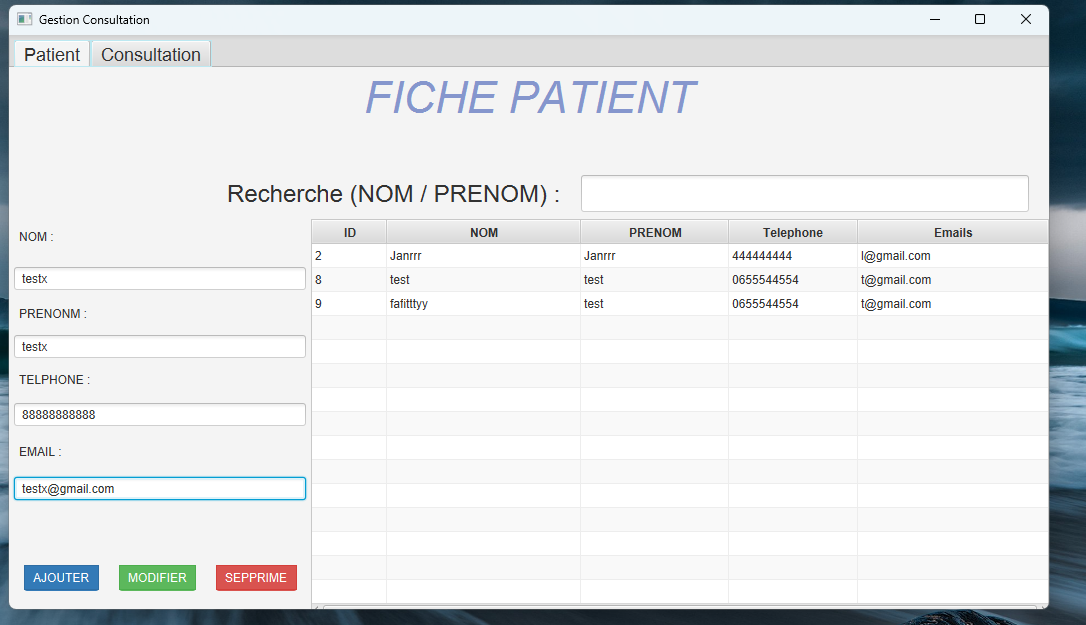 Gestion Consultation
Patient Consultation
FICHE PATIENT
Recherche (NOM / PRENOM) :
NOM :
testx
PRENONM :
testx
TELPHONE :
88888888888
EMAIL :
testx@gmail.com
AJOUTER MODIFIER SEPPRIME
ID NOM PRENOM Telephone Emails
2 Janrrr Janrrr 444444444 l@gmail.com
8 test test 0655544554 t@gmail.com
9 fafitttyy test 0655544554 t@gmail.com